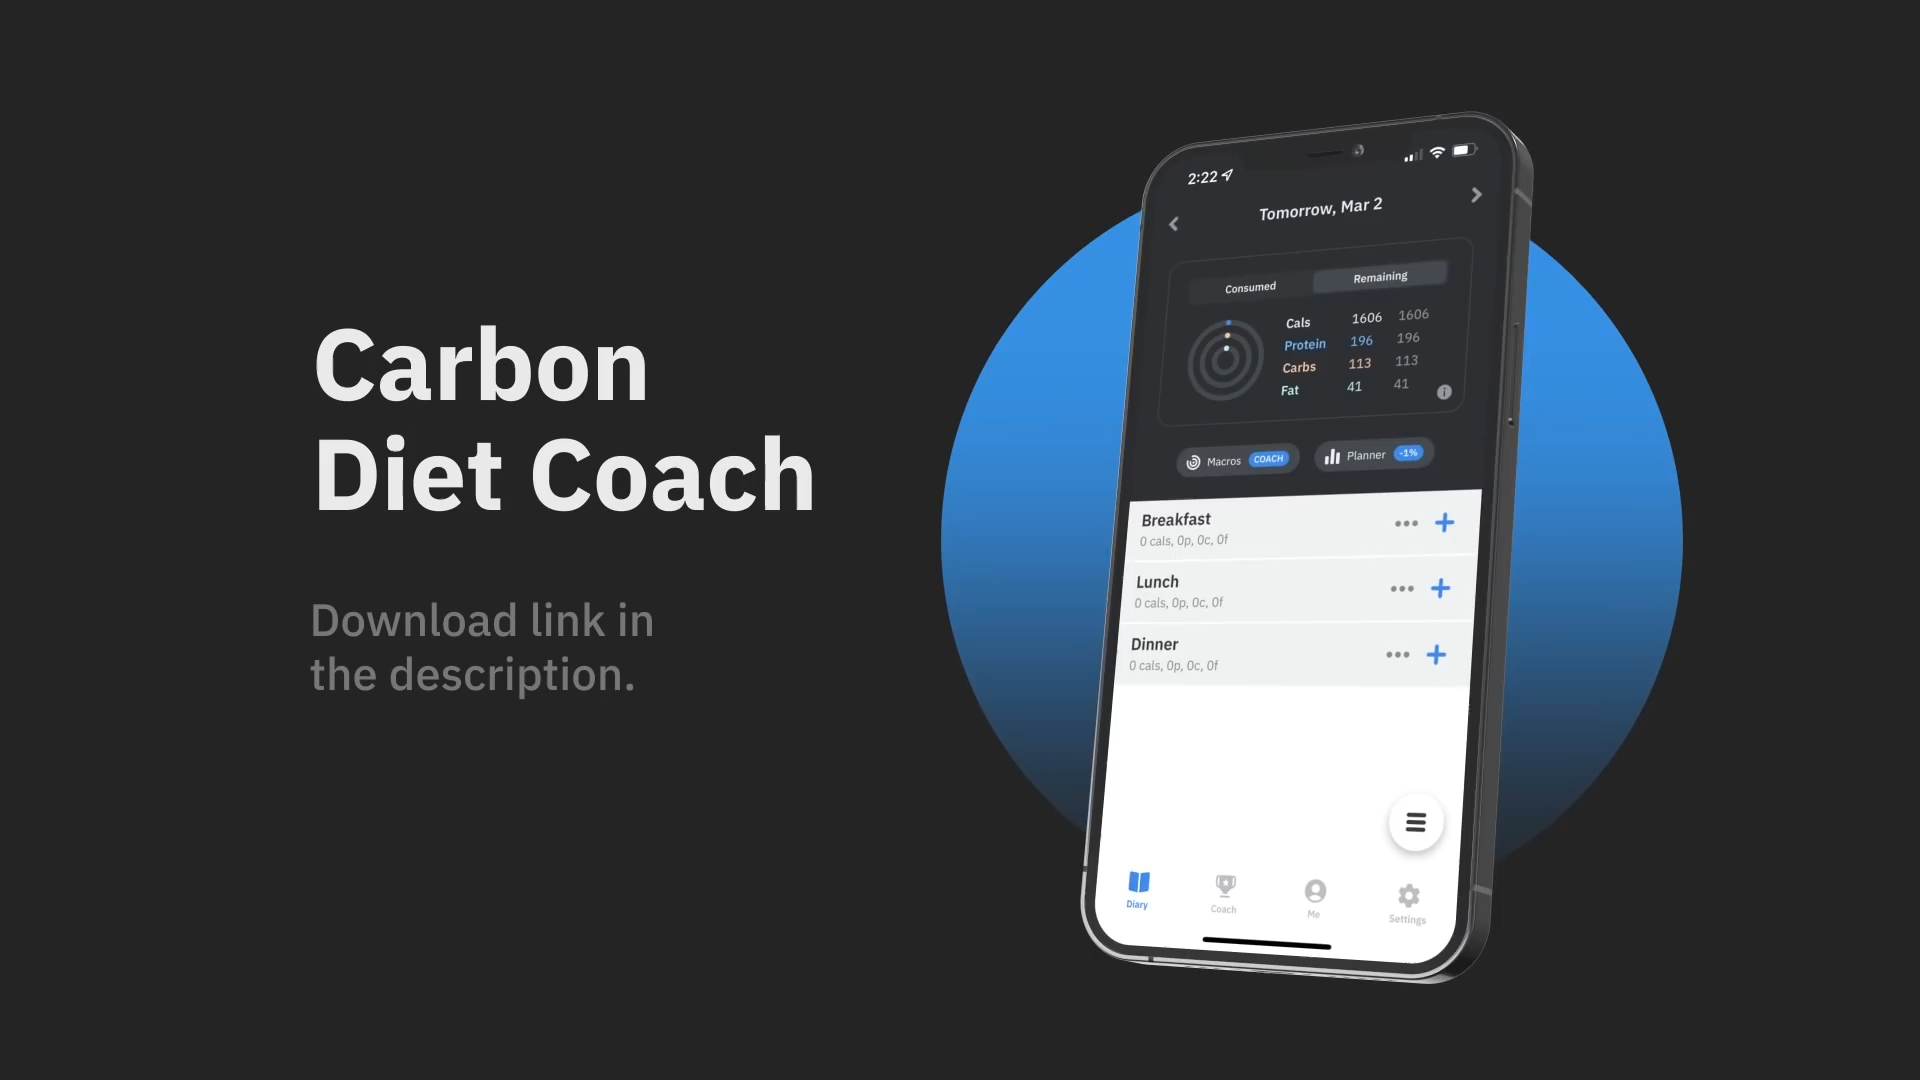 Carbon
Diet Coach
Download link in
the description.
2:22
Tomorrow, Mar 2
Consumed Remaining
Cals 1606 1606
Protein 196 196
Carbs 113 113
Fat 41 41
Macros COACH Planner -1%
Breakfast
0 cals, 0p, 0c, 0f
Lunch
0 cals, 0p, 0c, 0f
Dinner
0 cals, 0p, 0c, 0f
Diary Coach Me Settings